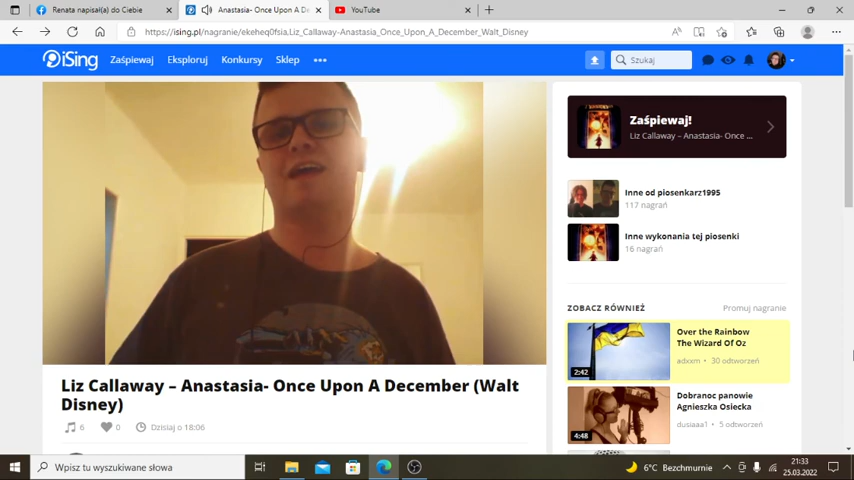 Renata napisał(a) do Ciebie
Anastasia- Once Upon A D
YouTube
https://ising.pl/nagranie/ekeheq0fsia.Liz_Callaway-Anastasia_Once_Upon_A_December_Walt_Disney
iSing
Zaśpiewaj
Eksploruj
Konkursy
Sklep
Szukaj
Zaśpiewaj!
Liz Callaway – Anastasia- Once ...
Inne od piosenkarz1995
117 nagrań
Inne wykonania tej piosenki
16 nagrań
ZOBACZ RÓWNIEŻ
Promuj nagranie
2:42
Over the Rainbow
The Wizard Of Oz
adxxm • 30 odtworzeń
4:48
Dobranoc panowie
Agnieszka Osiecka
dusiaaa1 • 5 odtworzeń
Liz Callaway – Anastasia- Once Upon A December (Walt
Disney)
6
0
Dzisiaj o 18:06
Wpisz tu wyszukiwane słowa
6°C Bezchmurnie
21:33
25.03.2022